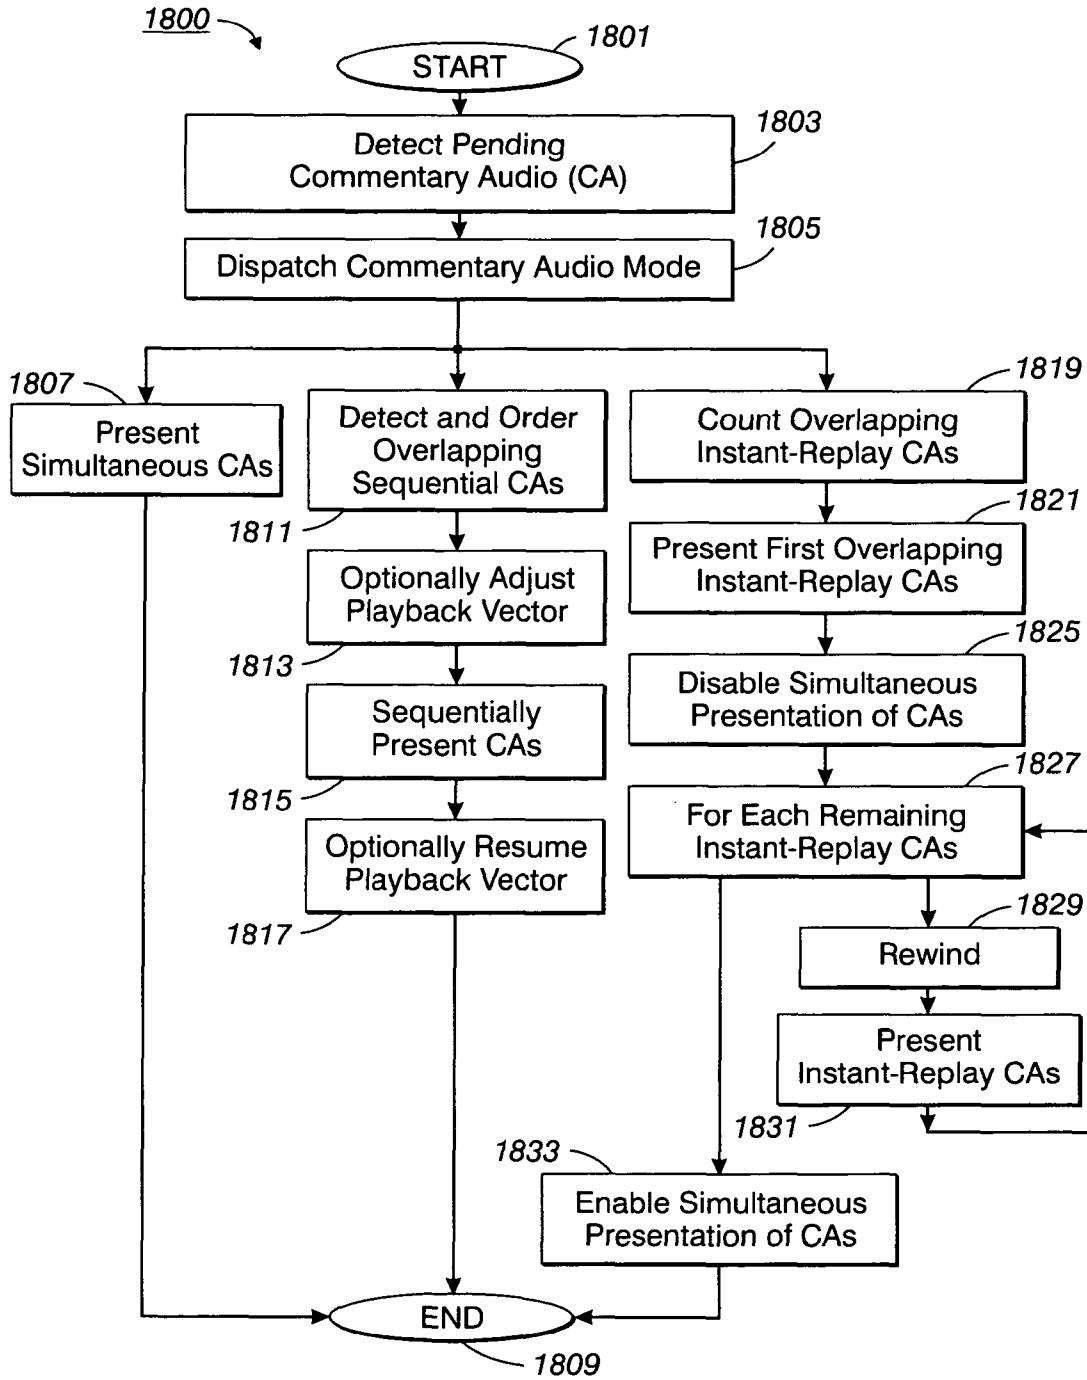 1800
1801
START
1803
Detect Pending
Commentary Audio (CA)
1805
Dispatch Commentary Audio Mode
1807
Present
Simultaneous CAs
Detect and Order
Overlapping
Sequential CAs
1811
Optionally Adjust
Playback Vector
1813
Sequentially
Present CAs
1815
Optionally Resume
Playback Vector
1817
1819
Count Overlapping
Instant-Replay CAs
1821
Present First Overlapping
Instant-Replay CAs
1825
Disable Simultaneous
Presentation of CAs
1827
For Each Remaining
Instant-Replay CAs
1829
Rewind
Present
Instant-Replay CAs
1831
1833
Enable Simultaneous
Presentation of CAs
END
1809